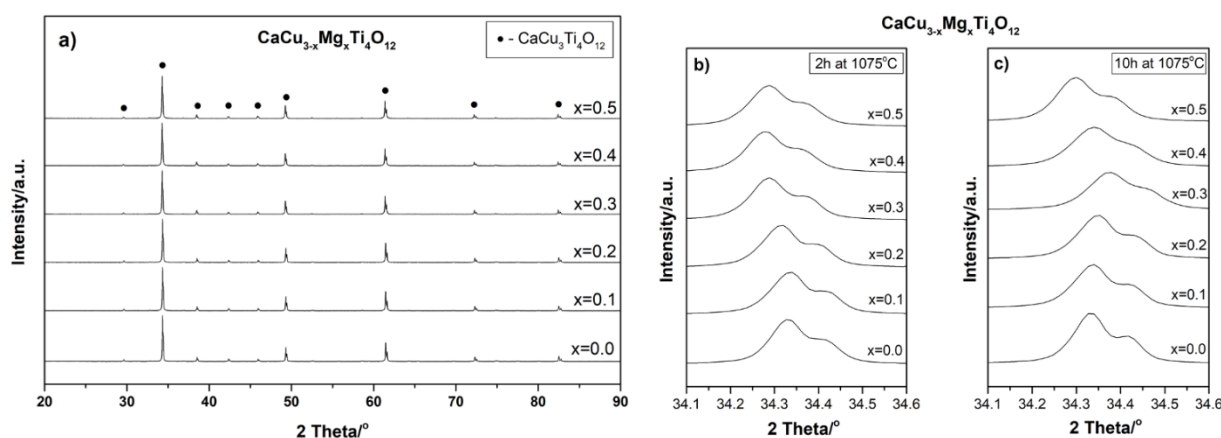 a)
CaCu3-xMgxTi4O12
● - CaCu3Ti4O12
x=0.5
x=0.4
x=0.3
x=0.2
x=0.1
x=0.0
Intensity/a.u.
20 30 40 50 60 70 80 90
2 Theta/°
CaCu3-xMgxTi4O12
b)
2h at 1075°C
x=0.5
x=0.4
x=0.3
x=0.2
x=0.1
x=0.0
Intensity/a.u.
34.1 34.2 34.3 34.4 34.5 34.6
2 Theta/°
c)
10h at 1075°C
x=0.5
x=0.4
x=0.3
x=0.2
x=0.1
x=0.0
Intensity/a.u.
34.1 34.2 34.3 34.4 34.5 34.6
2 Theta/°